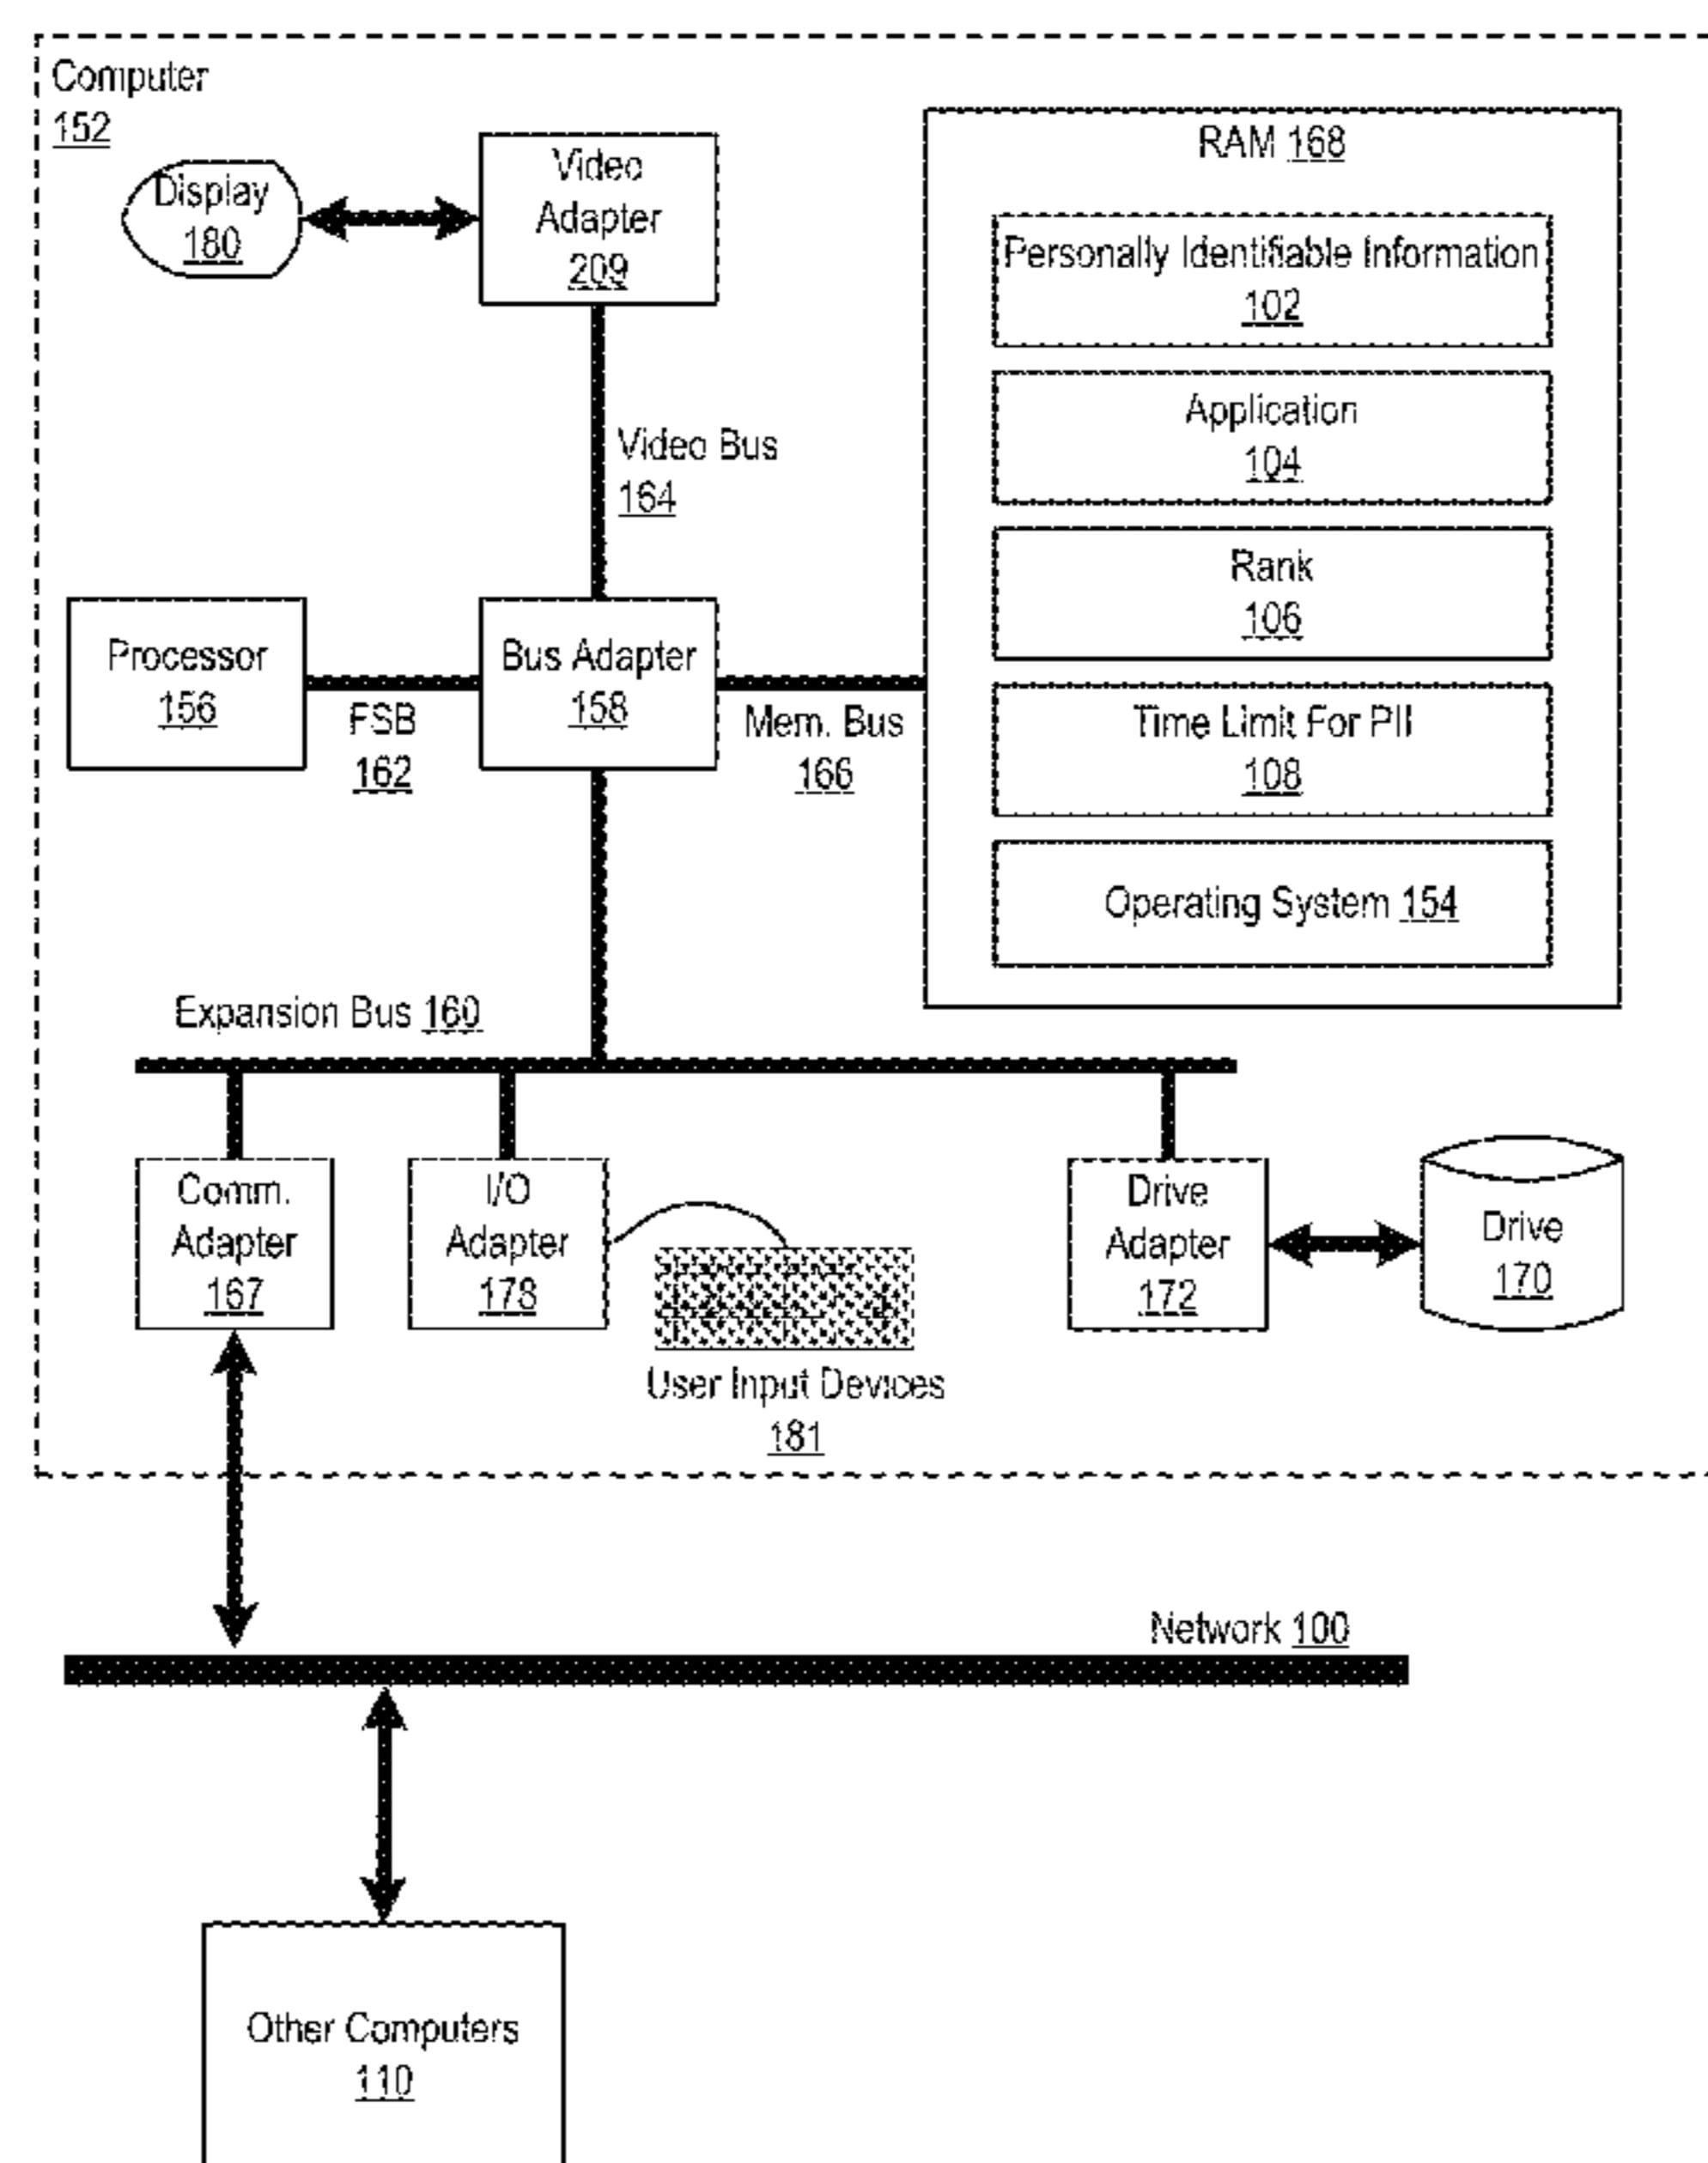 Computer
152
Display
180
Video
Adapter
209
RAM 168
Personally Identifiable Information
102
Application
104
Video Bus
164
Rank
106
Processor
156
FSB
162
Bus Adapter
158
Mem. Bus
166
Time Limit For PII
108
Operating System 154
Expansion Bus 160
Comm.
Adapter
167
I/O
Adapter
178
User Input Devices
181
Drive
Adapter
172
Drive
170
Network 100
Other Computers
110